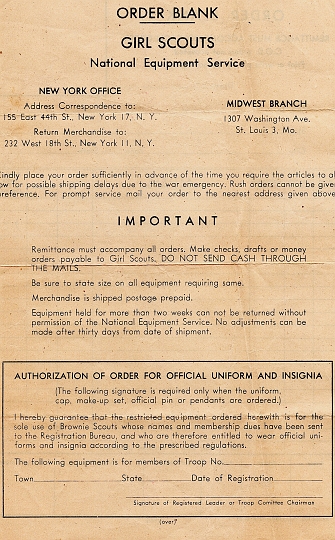 ORDER BLANK
GIRL SCOUTS
National Equipment Service
NEW YORK OFFICE
Address Correspondence to:
155 East 44th St., New York 17, N. Y.
Return Merchandise to:
232 West 18th St., New York 11, N. Y.
MIDWEST BRANCH
1307 Washington Ave.
St. Louis 3, Mo.
Kindly place your order sufficiently in advance of the time you require the articles to
for possible shipping delays due to the war emergency. Rush orders cannot be given
preference. For prompt service mail your order to the nearest address given above
IMPORTANT
Remittance must accompany all orders. Make checks, drafts or money
orders payable to Girl Scouts. DO NOT SEND CASH THROUGH
THE MAILS.
Be sure to state size on all equipment requiring same.
Merchandise is shipped postage prepaid.
Equipment held for more than two weeks can not be returned without
permission of the National Equipment Service. No adjustments can be
made after thirty days from date of shipment.
AUTHORIZATION OF ORDER FOR OFFICIAL UNIFORM AND INSIGNIA
(The following signature is required only when the uniform,
cap, make-up set, official pin or pendants are ordered.)
I hereby guarantee that the restricted equipment ordered herewith is for the
sole use of Brownie Scouts whose names and membership dues have been sent
to the Registration Bureau, and who are therefore entitled to wear official uni-
forms and insignia according to the prescribed regulations.
The following equipment is for members of Troop No.
Town State Date of Registration
Signature of Registered Leader or Troop Comittee Chairman
(over)